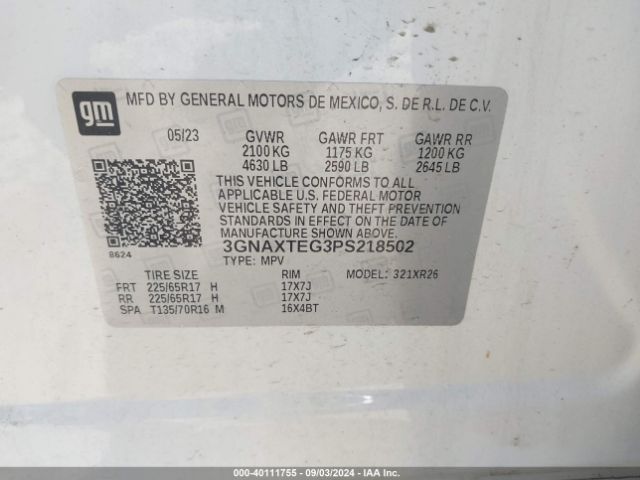 gm
MFD BY GENERAL MOTORS DE MEXICO, S. DE R.L. DE C.V.
05/23 GVWR GAWR FRT GAWR RR
2100 KG 1175 KG 1200 KG
4630 LB 2590 LB 2645 LB
THIS VEHICLE CONFORMS TO ALL
APPLICABLE U.S. FEDERAL MOTOR
VEHICLE SAFETY AND THEFT PREVENTION
STANDARDS IN EFFECT ON THE DATE OF
MANUFACTURE SHOWN ABOVE.
3GNAXTEG3PS218502
8624 TYPE: MPV
TIRE SIZE RIM MODEL: 321XR26
FRT 225/65R17 H 17X7J
RR 225/65R17 H 17X7J
SPA T135/70R16 M 16X4BT
000-40111755 - 09/03/2024 - IAA Inc.